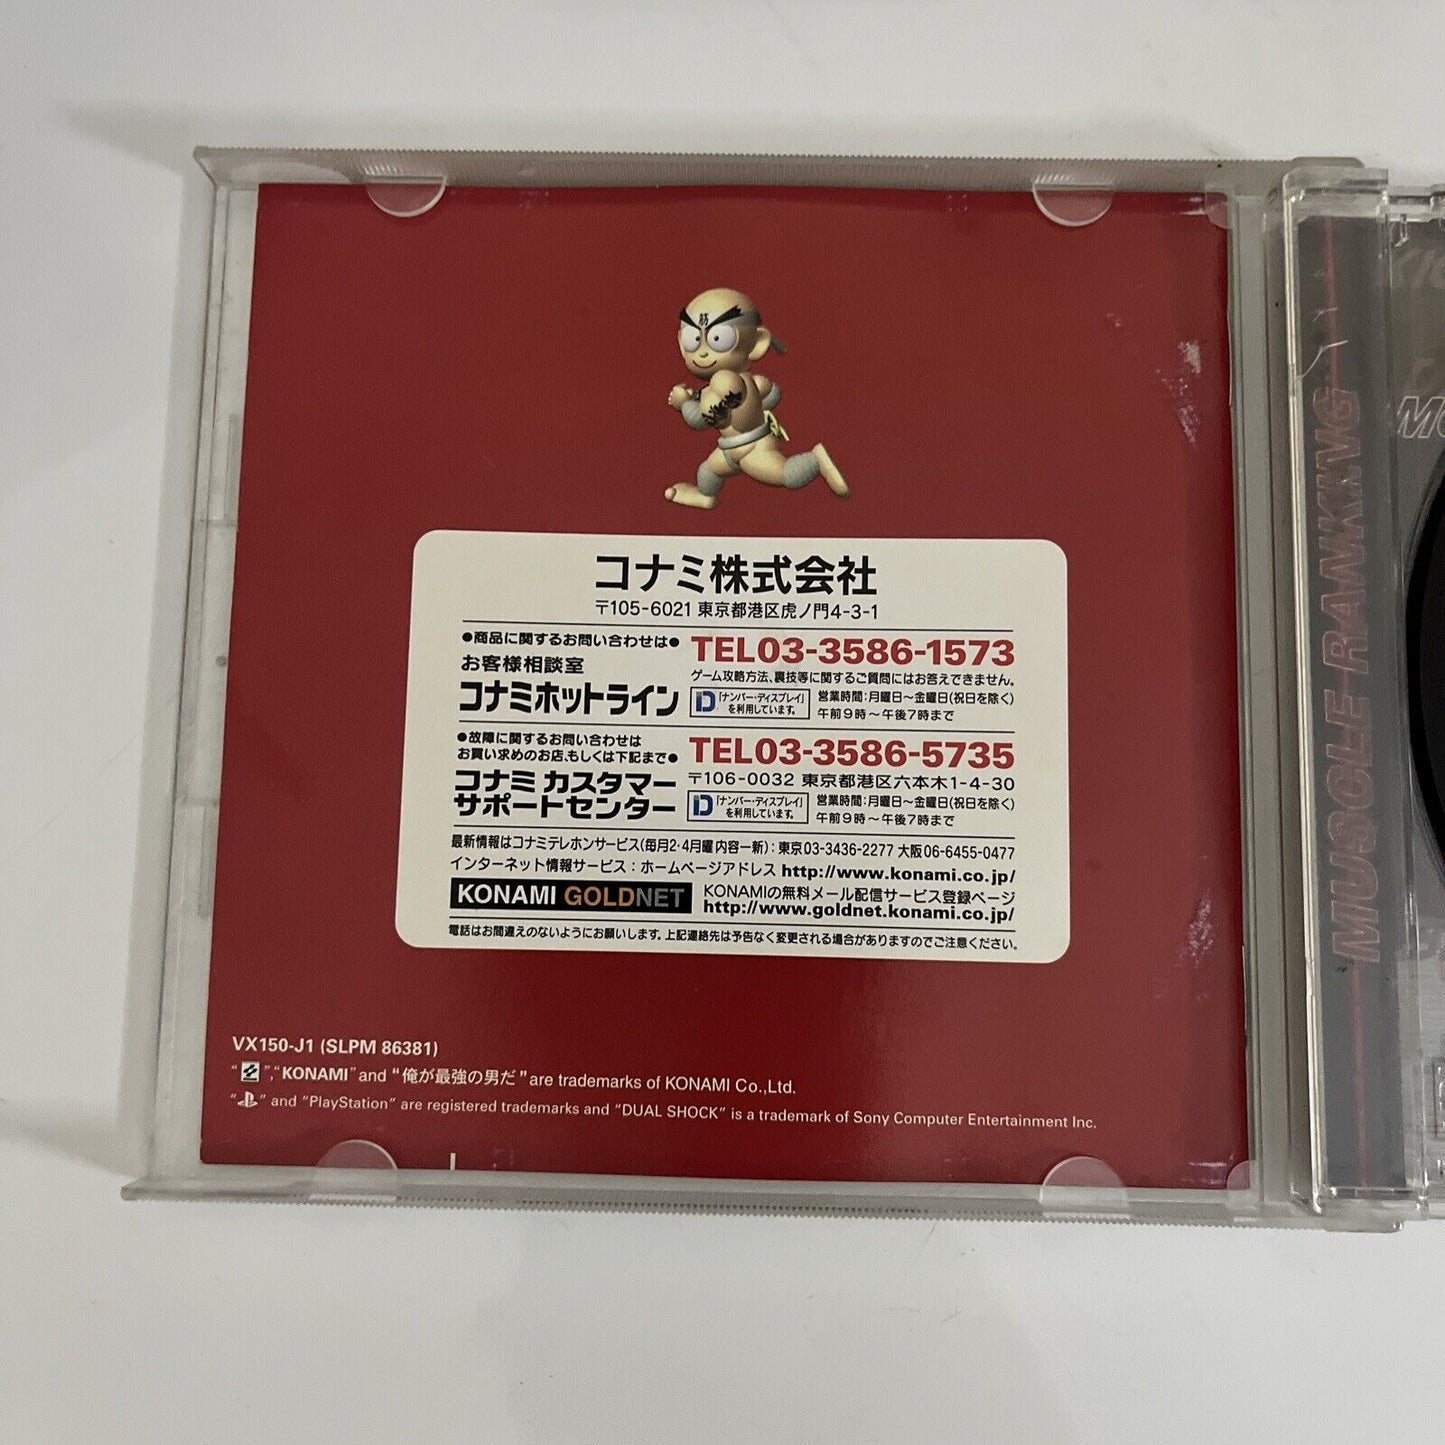 筋
コナミ株式会社
〒105-6021 東京都港区虎ノ門4-3-1
●商品に関するお問い合わせは●
お客様相談室
コナミホットライン
TEL03-3586-1573
ゲーム攻略方法、裏技等に関するご質問にはお答えできません。
D 「ナンバー・ディスプレイ」
を利用しています。
営業時間:月曜日〜金曜日(祝日を除く)
午前9時〜午後7時まで
●故障に関するお問い合わせは
お買い求めのお店、もしくは下記まで●
コナミ カスタマー
サポートセンター
TEL03-3586-5735
〒106-0032 東京都港区六本木1-4-30
D 「ナンバー・ディスプレイ」
を利用しています。
営業時間:月曜日〜金曜日(祝日を除く)
午前9時〜午後7時まで
最新情報はコナミテレホンサービス(毎月2・4月曜内容一新):東京03-3436-2277 大阪06-6455-0477
インターネット情報サービス:ホームページアドレス http://www.konami.co.jp/
KONAMI GOLDNET
KONAMIの無料メール配信サービス登録ページ
http://www.goldnet.konami.co.jp/
電話はお間違えのないようにお願いします。上記連絡先は予告なく変更される場合がありますのでご注意ください。
VX150-J1 (SLPM 86381)
“ ”,“KONAMI” and “俺が最強の男だ” are trademarks of KONAMI Co.,Ltd.
“ ” and “PlayStation” are registered trademarks and “DUAL SHOCK” is a trademark of Sony Computer Entertainment Inc.
MUSCLE RANKING